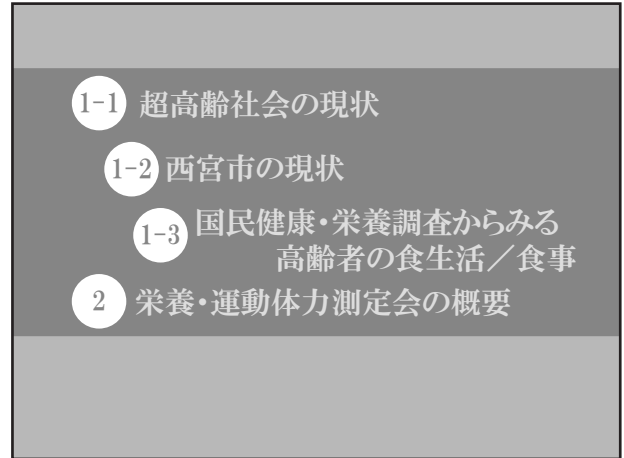 1-1 超高齢社会の現状
1-2 西宮市の現状
1-3 国民健康・栄養調査からみる
高齢者の食生活／食事
2 栄養・運動体力測定会の概要